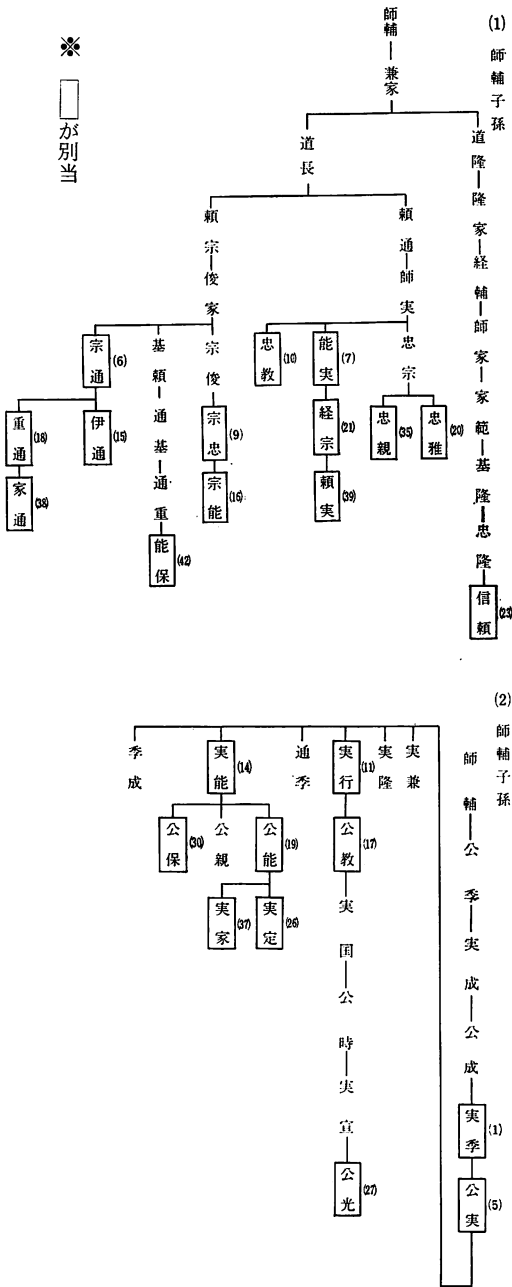 (1) 師輔子孫
師輔―兼家
道隆―隆家―経輔―師家―家範―基隆―忠隆―信頼(23)
道長
頼通―師実
忠宗
忠雅(20)
忠親(35)
能実(7)
経宗(21)
頼実(39)
忠教(10)
頼宗―俊家
宗俊
宗忠(9)
宗能(16)
基頼―通基―通重
能保(42)
宗通(6)
伊通(15)
重通(18)
家通(38)
※□が別当
(2) 師輔子孫
師輔―公季―実成―公成
実季(1)
公実(5)
実兼
実隆
実行(11)
公教(17)
実国―公時―実宣
公光(27)
通季
実能(14)
公能(19)
実定(26)
実家(37)
公親
公保(30)
季成